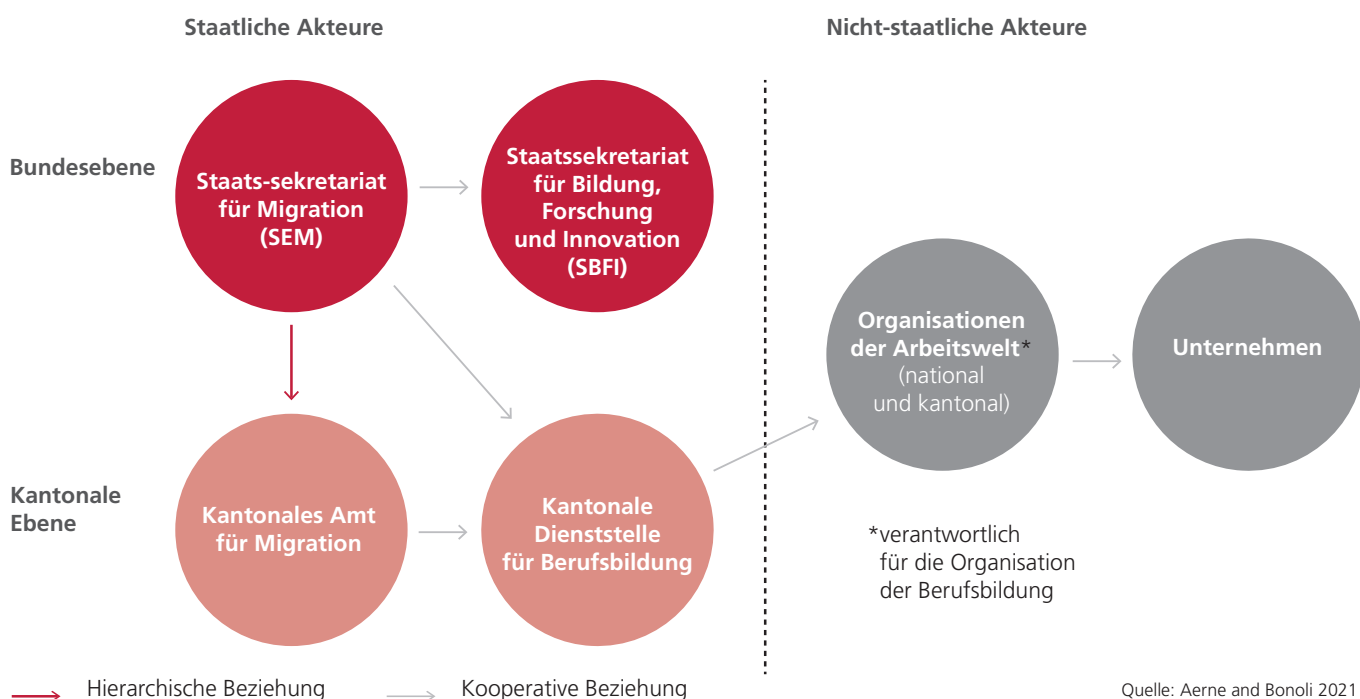 Staatliche Akteure
Nicht-staatliche Akteure
Bundesebene
Staats-sekretariat
für Migration
(SEM)
Staatssekretariat
für Bildung,
Forschung
und Innovation
(SBFI)
Organisationen
der Arbeitswelt*
(national
und kantonal)
Unternehmen
Kantonale
Ebene
Kantonales Amt
für Migration
Kantonale
Dienststelle
für Berufsbildung
*verantwortlich
für die Organisation
der Berufsbildung
Hierarchische Beziehung
Kooperative Beziehung
Quelle: Aerne and Bonoli 2021